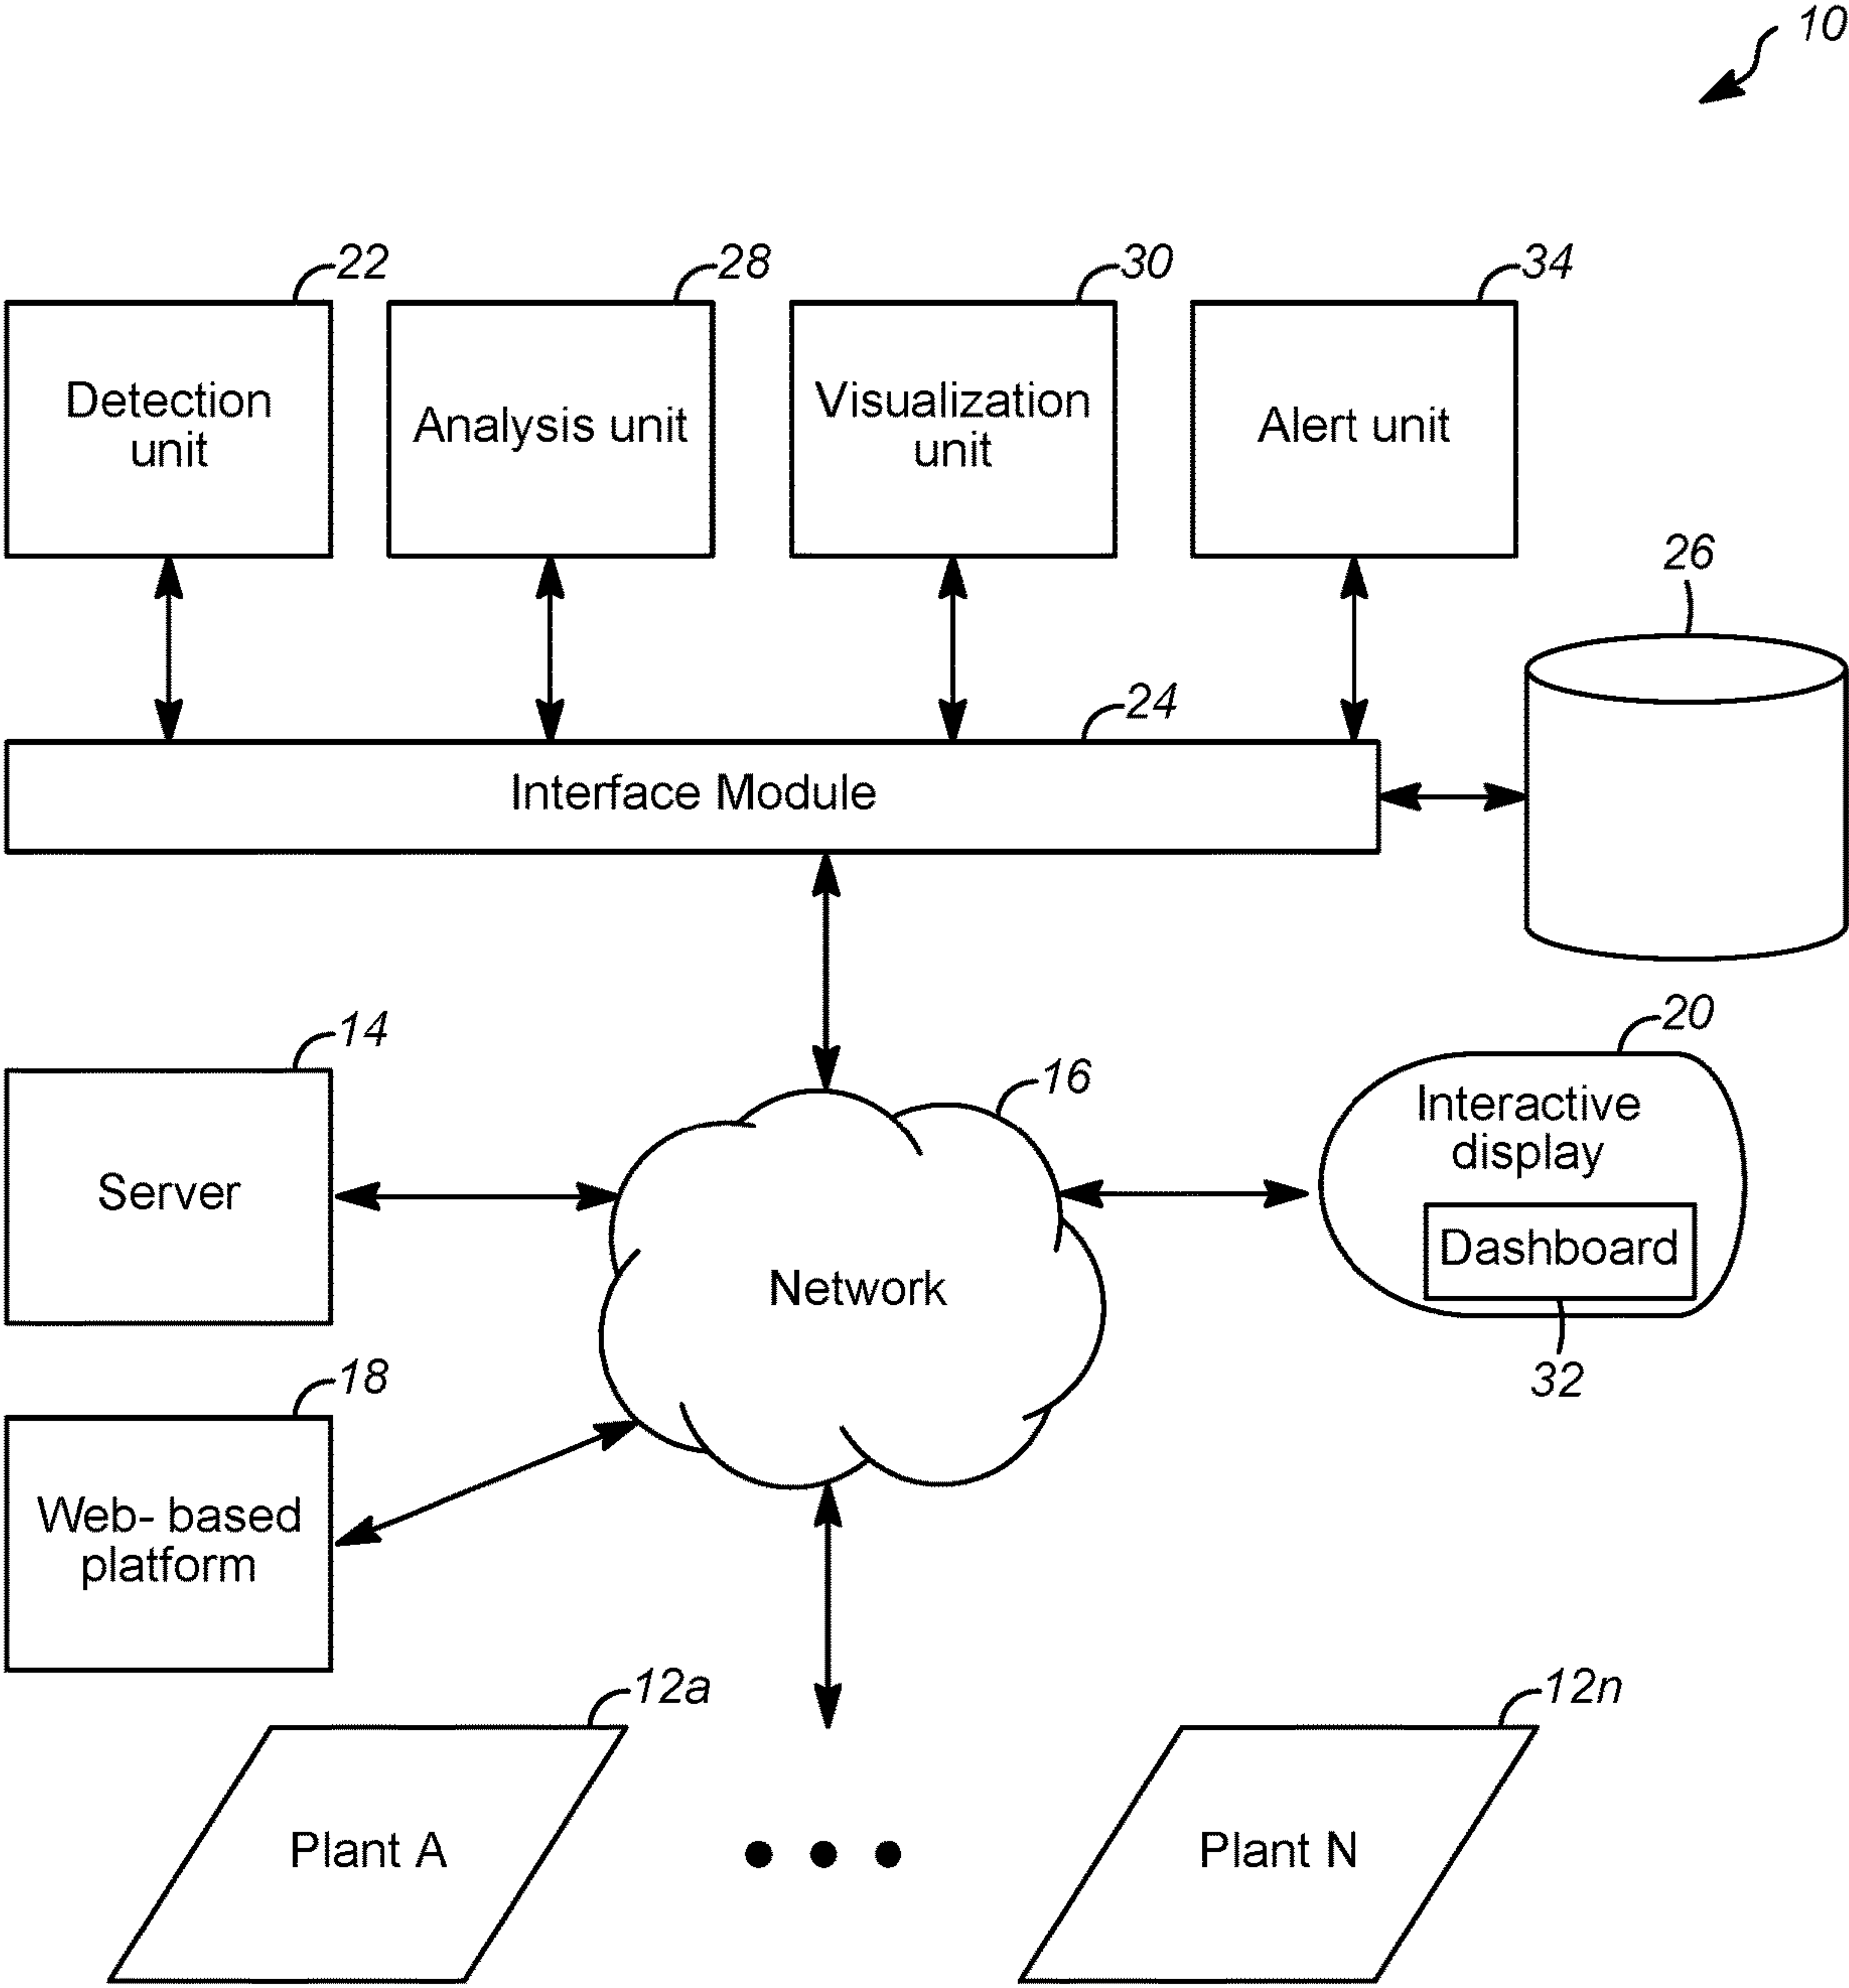 10
22
28
30
34
Detection
unit
Analysis unit
Visualization
unit
Alert unit
26
24
Interface Module
14
16
20
Server
Network
Interactive
display
Dashboard
32
18
Web- based
platform
12a
12n
Plant A
Plant N